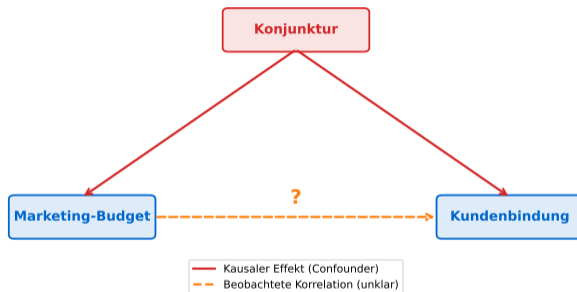 Konjunktur
?
Marketing-Budget
Kundenbindung
Kausaler Effekt (Confounder)
Beobachtete Korrelation (unklar)